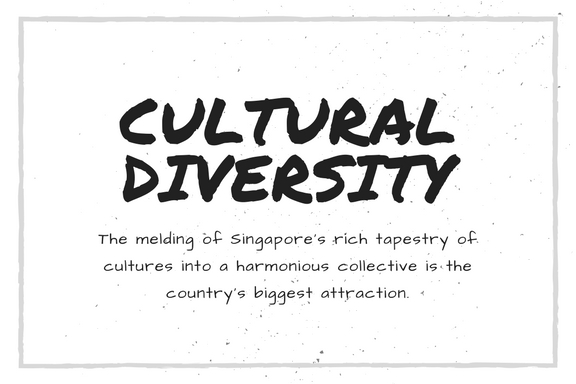 CULTURAL
DIVERSITY
The melding of Singapore's rich tapestry of
cultures into a harmonious collective is the
country's biggest attraction.